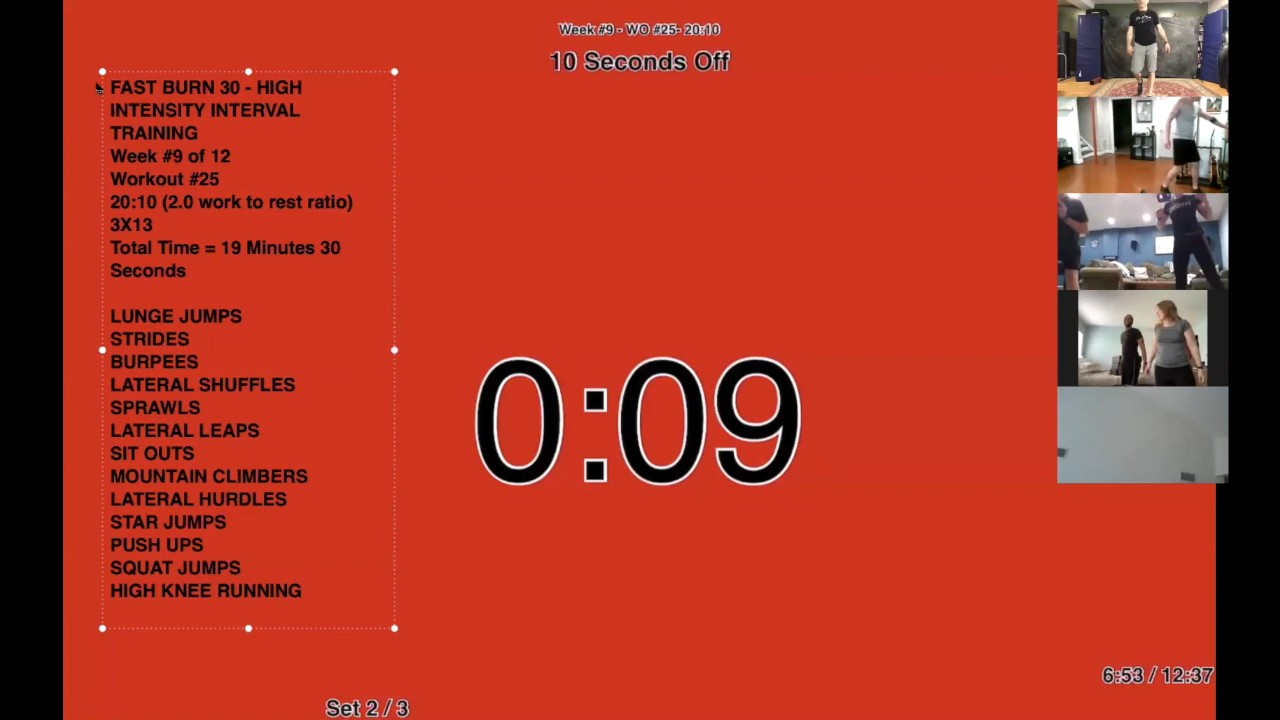 Week #9 - WO #25- 20:10
10 Seconds Off
FAST BURN 30 - HIGH
INTENSITY INTERVAL
TRAINING
Week #9 of 12
Workout #25
20:10 (2.0 work to rest ratio)
3X13
Total Time = 19 Minutes 30
Seconds
LUNGE JUMPS
STRIDES
BURPEES
LATERAL SHUFFLES
SPRAWLS
LATERAL LEAPS
SIT OUTS
MOUNTAIN CLIMBERS
LATERAL HURDLES
STAR JUMPS
PUSH UPS
SQUAT JUMPS
HIGH KNEE RUNNING
0:09
6:53 / 12:37
Set 2 / 3